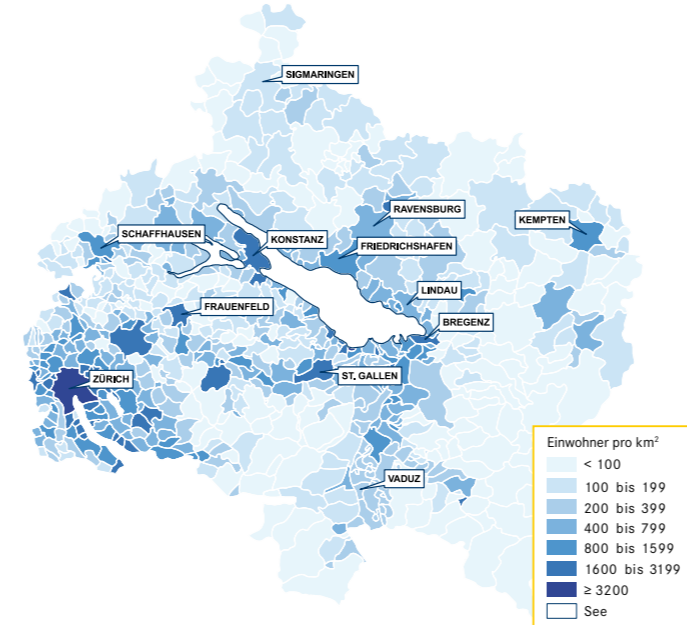 SIGMARINGEN
RAVENSBURG
KEMPTEN
SCHAFFHAUSEN
KONSTANZ
FRIEDRICHSHAFEN
LINDAU
FRAUENFELD
BREGENZ
ZÜRICH
ST. GALLEN
VADUZ
Einwohner pro km²
< 100
100 bis 199
200 bis 399
400 bis 799
800 bis 1599
1600 bis 3199
≥ 3200
See